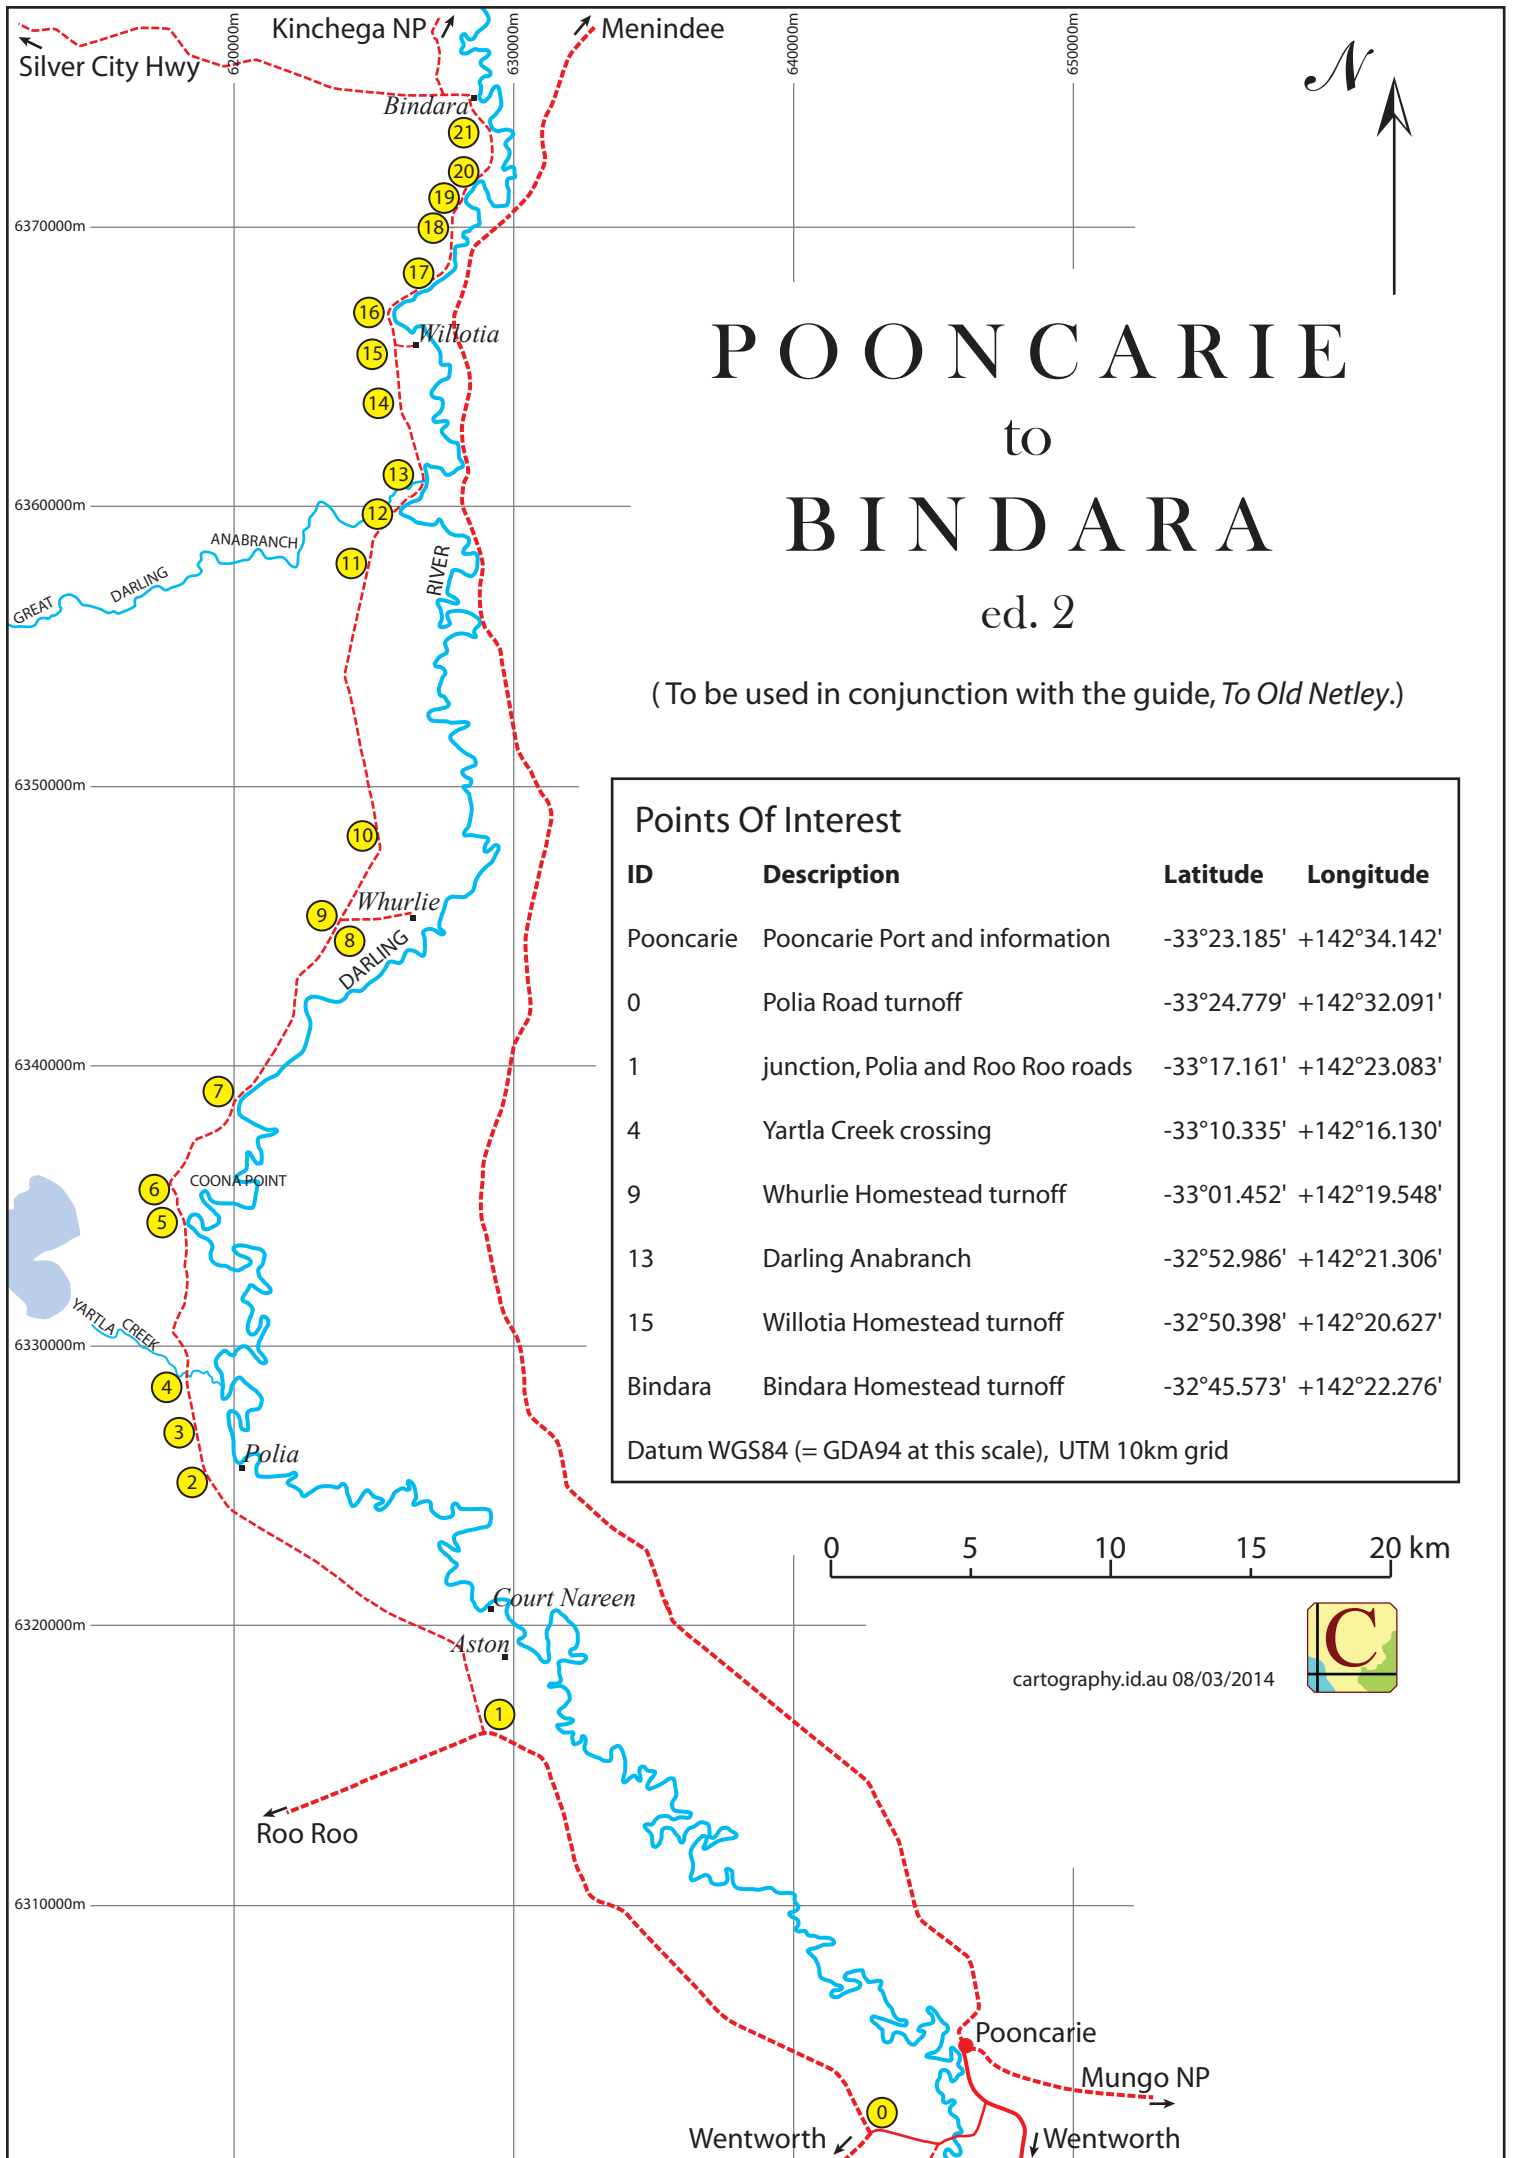 Kinchega NP
Menindee
Silver City Hwy
620000m
630000m
640000m
650000m
N
Bindara
21
20
19
18
6370000m
17
16
Willotia
15
14
POONCARIE
to
BINDARA
ed. 2
(To be used in conjunction with the guide, To Old Netley.)
13
12
6360000m
11
GREAT DARLING ANABRANCH
RIVER
6350000m
10
Whurlie
9
8
DARLING
6340000m
7
COONA POINT
6
5
YARTLA CREEK
6330000m
4
3
Polia
2
Points Of Interest
ID Description Latitude Longitude
Pooncarie Pooncarie Port and information -33°23.185' +142°34.142'
0 Polia Road turnoff -33°24.779' +142°32.091'
1 junction, Polia and Roo Roo roads -33°17.161' +142°23.083'
4 Yartla Creek crossing -33°10.335' +142°16.130'
9 Whurlie Homestead turnoff -33°01.452' +142°19.548'
13 Darling Anabranch -32°52.986' +142°21.306'
15 Willotia Homestead turnoff -32°50.398' +142°20.627'
Bindara Bindara Homestead turnoff -32°45.573' +142°22.276'
Datum WGS84 (= GDA94 at this scale), UTM 10km grid
0 5 10 15 20 km
Court Nareen
6320000m
Aston
C
cartography.id.au 08/03/2014
1
Roo Roo
6310000m
Pooncarie
Mungo NP
0
Wentworth
Wentworth